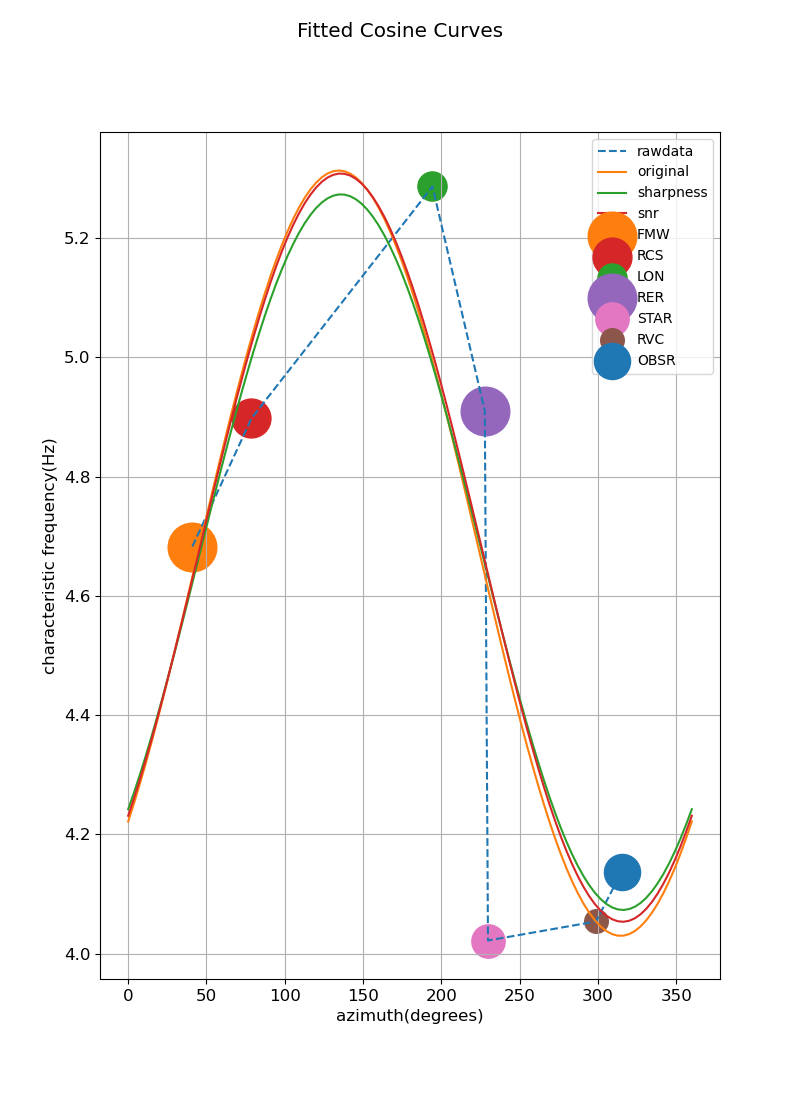 Fitted Cosine Curves
characteristic frequency(Hz)
5.2
5.0
4.8
4.6
4.4
4.2
4.0
rawdata
original
sharpness
snr
FMW
RCS
LON
RER
STAR
RVC
OBSR
0 50 100 150 200 250 300 350
azimuth(degrees)